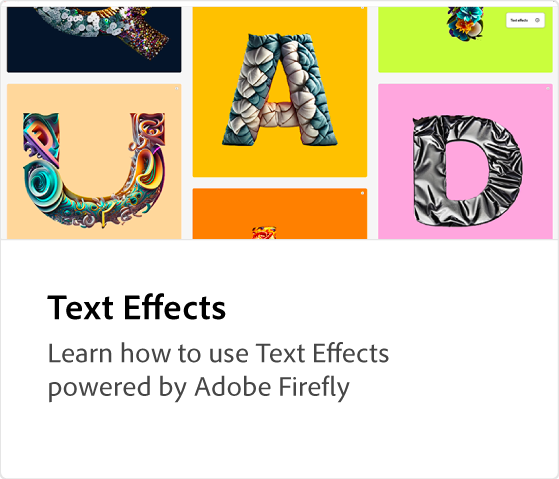 Text effects
U
A
D
Text Effects
Learn how to use Text Effects
powered by Adobe Firefly